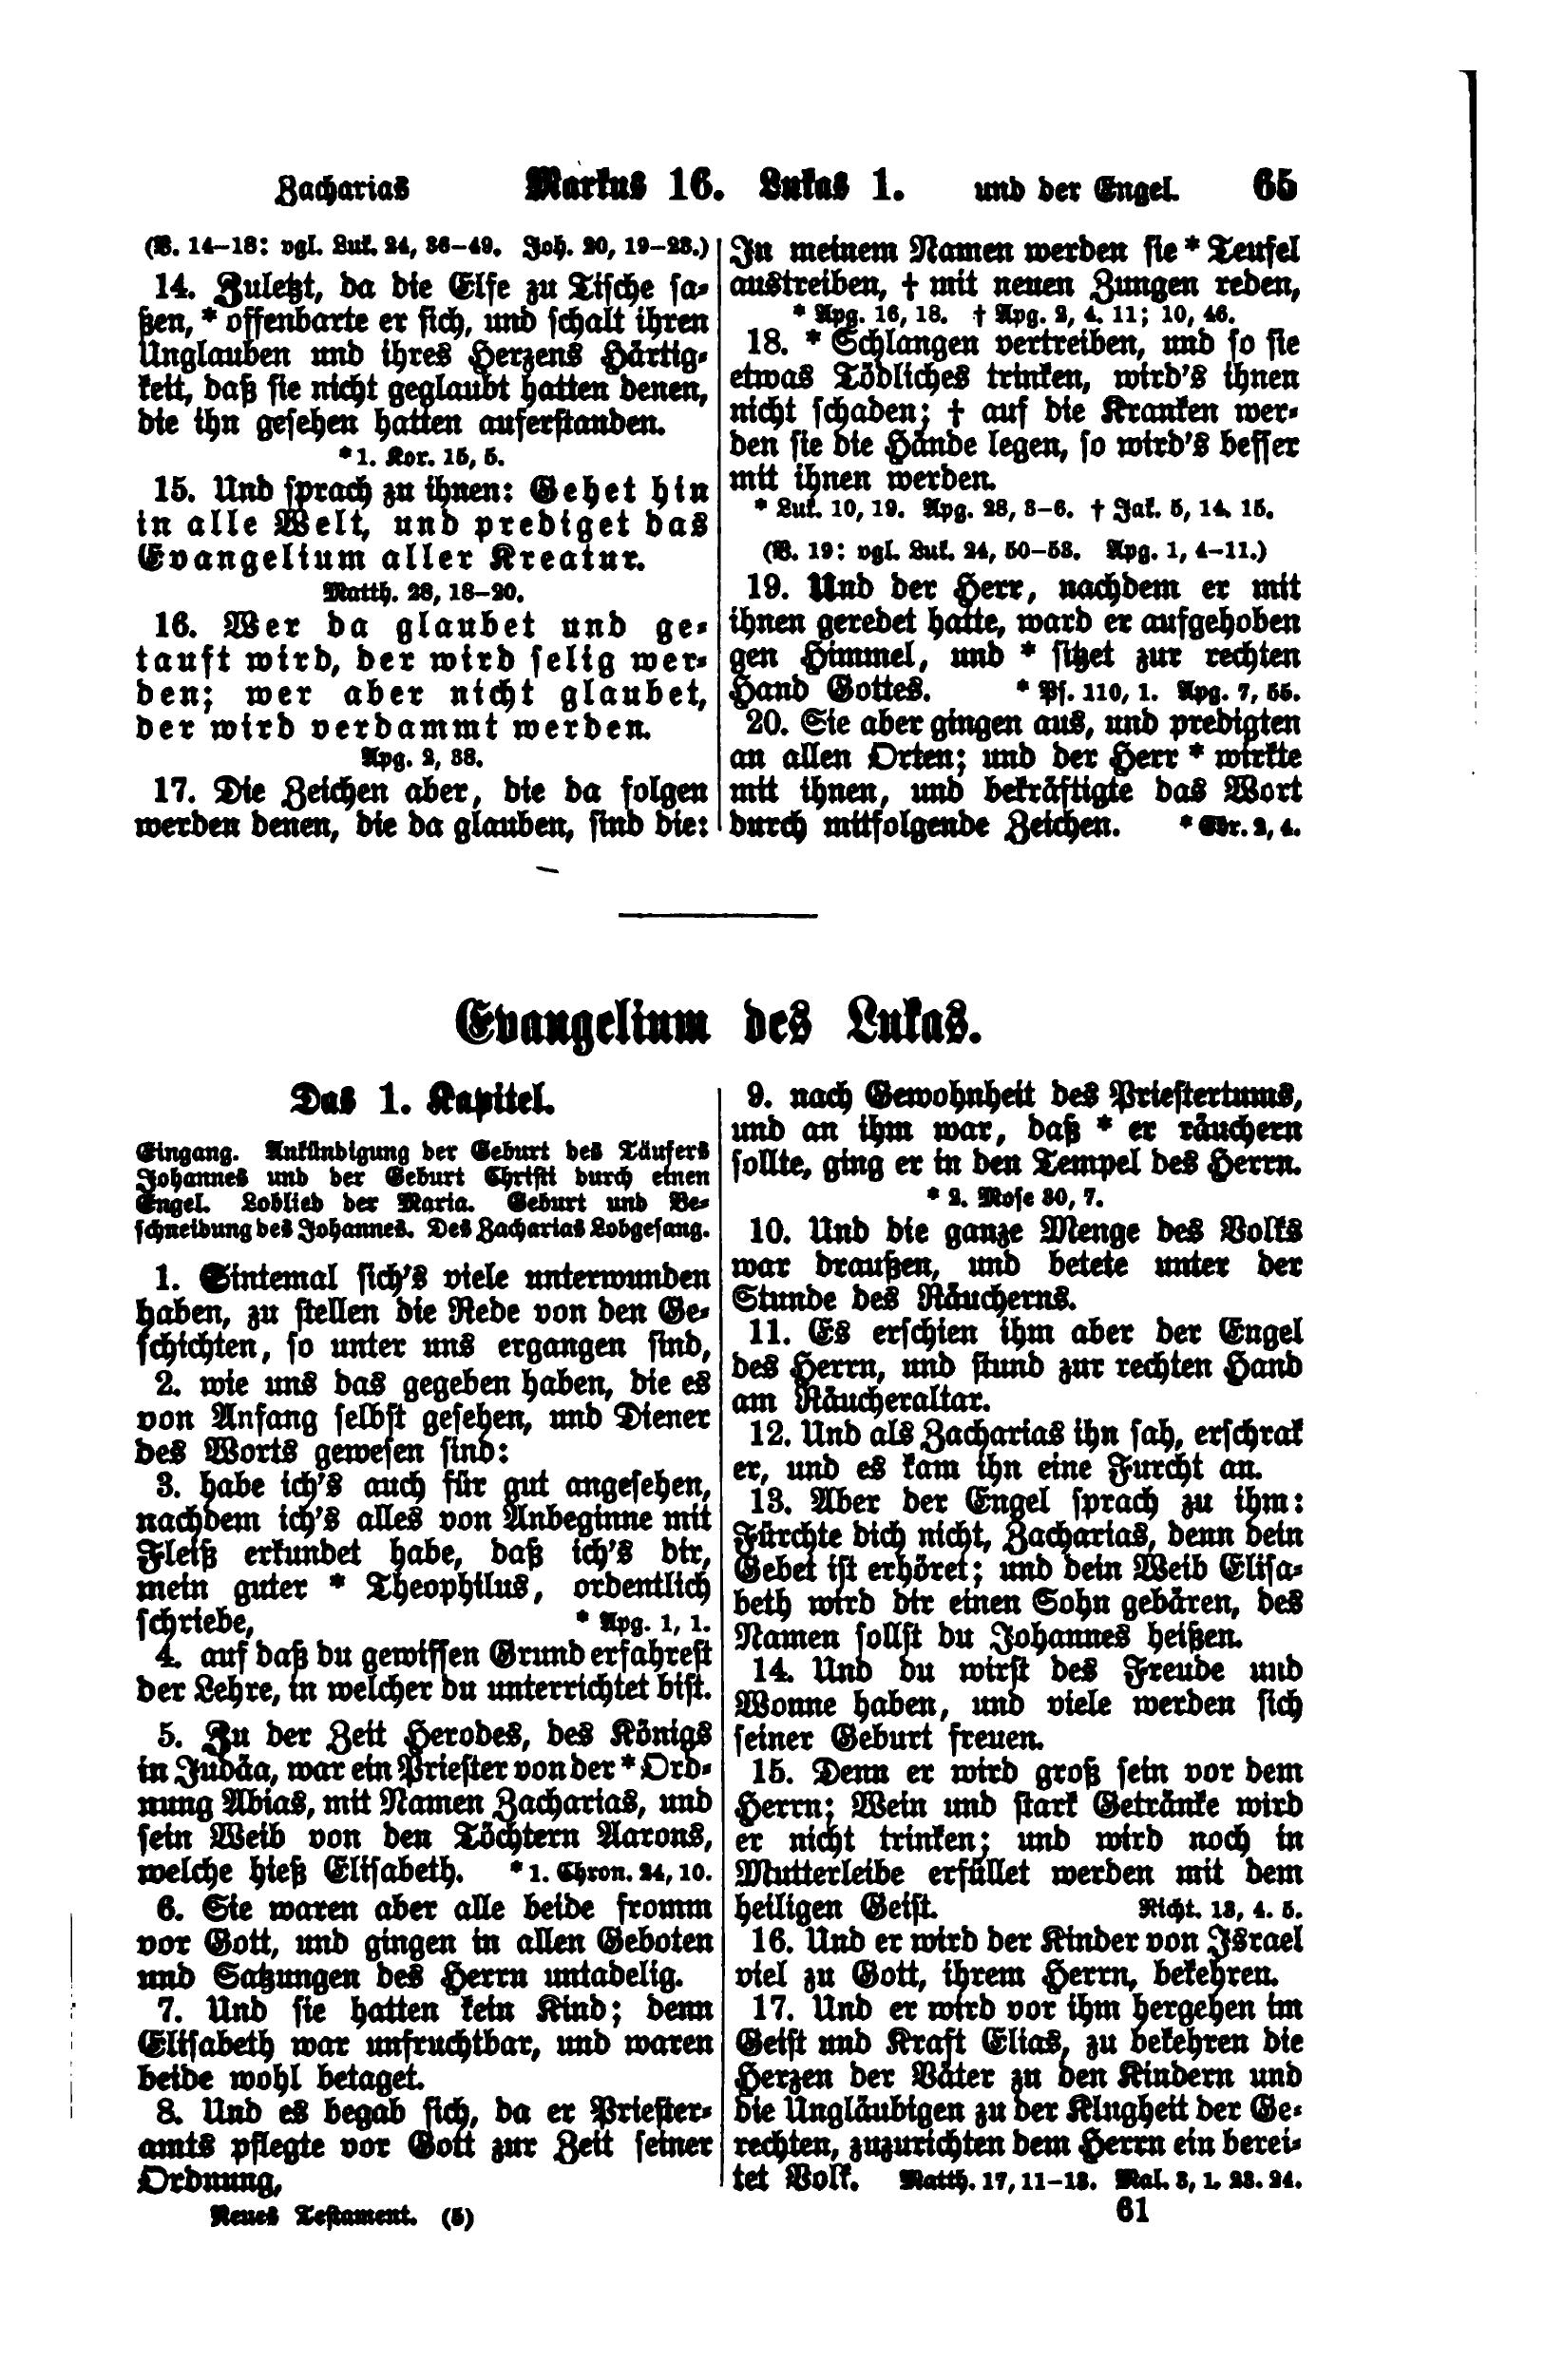 Zacharias Markus 16. Lukas 1. und der Engel. 65
(V. 14–18: vgl. Luk. 24, 36–49. Joh. 20, 19–23.)
14. Zuletzt, da die Elfe zu Tische sa-
ßen, * offenbarte er sich, und schalt ihren
Unglauben und ihres Herzens Härtig-
keit, daß sie nicht geglaubt hatten denen,
die ihn gesehen hatten auferstanden.
* 1. Kor. 15, 5.
15. Und sprach zu ihnen: Gehet hin
in alle Welt, und prediget das
Evangelium aller Kreatur.
Matth. 28, 18–20.
16. Wer da glaubet und ge-
tauft wird, der wird selig wer-
den; wer aber nicht glaubet,
der wird verdammt werden.
Apg. 2, 38.
17. Die Zeichen aber, die da folgen
werden denen, die da glauben, sind die:
In meinem Namen werden sie * Teufel
austreiben, † mit neuen Zungen reden,
* Apg. 16, 18. † Apg. 2, 4. 11; 10, 46.
18. * Schlangen vertreiben, und so sie
etwas Tödliches trinken, wird's ihnen
nicht schaden; † auf die Kranken wer-
den sie die Hände legen, so wird's besser
mit ihnen werden.
* Luk. 10, 19. Apg. 28, 3–6. † Jak. 5, 14. 15.
(V. 19: vgl. Luk. 24, 50–53. Apg. 1, 4–11.)
19. Und der Herr, nachdem er mit
ihnen geredet hatte, ward er aufgehoben
gen Himmel, und * sitzet zur rechten
Hand Gottes. * Ps. 110, 1. Apg. 7, 55.
20. Sie aber gingen aus, und predigten
an allen Orten; und der Herr * wirkte
mit ihnen, und bekräftigte das Wort
durch mitfolgende Zeichen. * Ebr. 2, 4.
Evangelium des Lukas.
Das 1. Kapitel.
Eingang. Ankündigung der Geburt des Täufers
Johannes und der Geburt Christi durch einen
Engel. Loblied der Maria. Geburt und Be-
schneidung des Johannes. Des Zacharias Lobgesang.
1. Sintemal sich's viele unterwunden
haben, zu stellen die Rede von den Ge-
schichten, so unter uns ergangen sind,
2. wie uns das gegeben haben, die es
von Anfang selbst gesehen, und Diener
des Worts gewesen sind:
3. habe ich's auch für gut angesehen,
nachdem ich's alles von Anbeginne mit
Fleiß erkundet habe, daß ich's dir,
mein guter * Theophilus, ordentlich
schriebe, * Apg. 1, 1.
4. auf daß du gewissen Grund erfahrest
der Lehre, in welcher du unterrichtet bist.
5. Zu der Zeit Herodes, des Königs
in Judäa, war ein Priester von der * Ord-
nung Abias, mit Namen Zacharias, und
sein Weib von den Töchtern Aarons,
welche hieß Elisabeth. * 1. Chron. 24, 10.
6. Sie waren aber alle beide fromm
vor Gott, und gingen in allen Geboten
und Satzungen des Herrn untadelig.
7. Und sie hatten kein Kind; denn
Elisabeth war unfruchtbar, und waren
beide wohl betaget.
8. Und es begab sich, da er Priester-
amts pflegte vor Gott zur Zeit seiner
Ordnung,
9. nach Gewohnheit des Priestertums,
und an ihm war, daß * er räuchern
sollte, ging er in den Tempel des Herrn.
* 2. Mose 30, 7.
10. Und die ganze Menge des Volks
war draußen, und betete unter der
Stunde des Räucherns.
11. Es erschien ihm aber der Engel
des Herrn, und stund zur rechten Hand
am Räucheraltar.
12. Und als Zacharias ihn sah, erschrak
er, und es kam ihn eine Furcht an.
13. Aber der Engel sprach zu ihm:
Fürchte dich nicht, Zacharias, denn dein
Gebet ist erhöret; und dein Weib Elisa-
beth wird dir einen Sohn gebären, des
Namen sollst du Johannes heißen.
14. Und du wirst des Freude und
Wonne haben, und viele werden sich
seiner Geburt freuen.
15. Denn er wird groß sein vor dem
Herrn; Wein und stark Getränke wird
er nicht trinken; und wird noch in
Mutterleibe erfüllet werden mit dem
heiligen Geist. Richt. 13, 4. 5.
16. Und er wird der Kinder von Israel
viel zu Gott, ihrem Herrn, bekehren.
17. Und er wird vor ihm hergehen im
Geist und Kraft Elias, zu bekehren die
Herzen der Väter zu den Kindern und
die Ungläubigen zu der Klugheit der Ge-
rechten, zuzurichten dem Herrn ein berei-
tet Volk. Matth. 17, 11–13. Mal. 3, 1. 23. 24.
Neues Testament. (5) 61